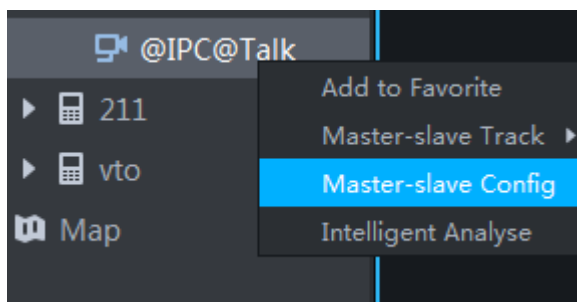 @IPC@Talk
211
vto
Map
Add to Favorite
Master-slave Track
Master-slave Config
Intelligent Analyse